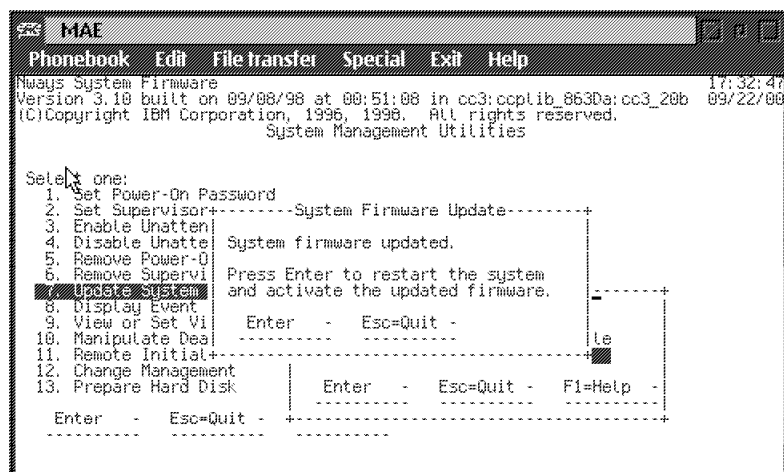 MAE
Phonebook Edit File transfer Special Exit Help
Nways System Firmware 17:32:47
Version 3.10 built on 09/08/98 at 00:51:08 in cc3:ccplib_863Da:cc3_20b 09/22/00
(C)Copyright IBM Corporation, 1996, 1998. All rights reserved.
System Management Utilities
Select one:
1. Set Power-On Password
2. Set Supervisor+--------System Firmware Update--------+
3. Enable Unatten|
4. Disable Unatte| System firmware updated.
5. Remove Power-O|
6. Remove Supervi| Press Enter to restart the system
7. Update System | and activate the updated firmware.
8. Display Event
9. View or Set Vi| Enter - Esc=Quit -
10. Manipulate Dea| le
11. Remote Initial+
12. Change Management
13. Prepare Hard Disk | Enter - Esc=Quit - F1=Help -
Enter - Esc=Quit -